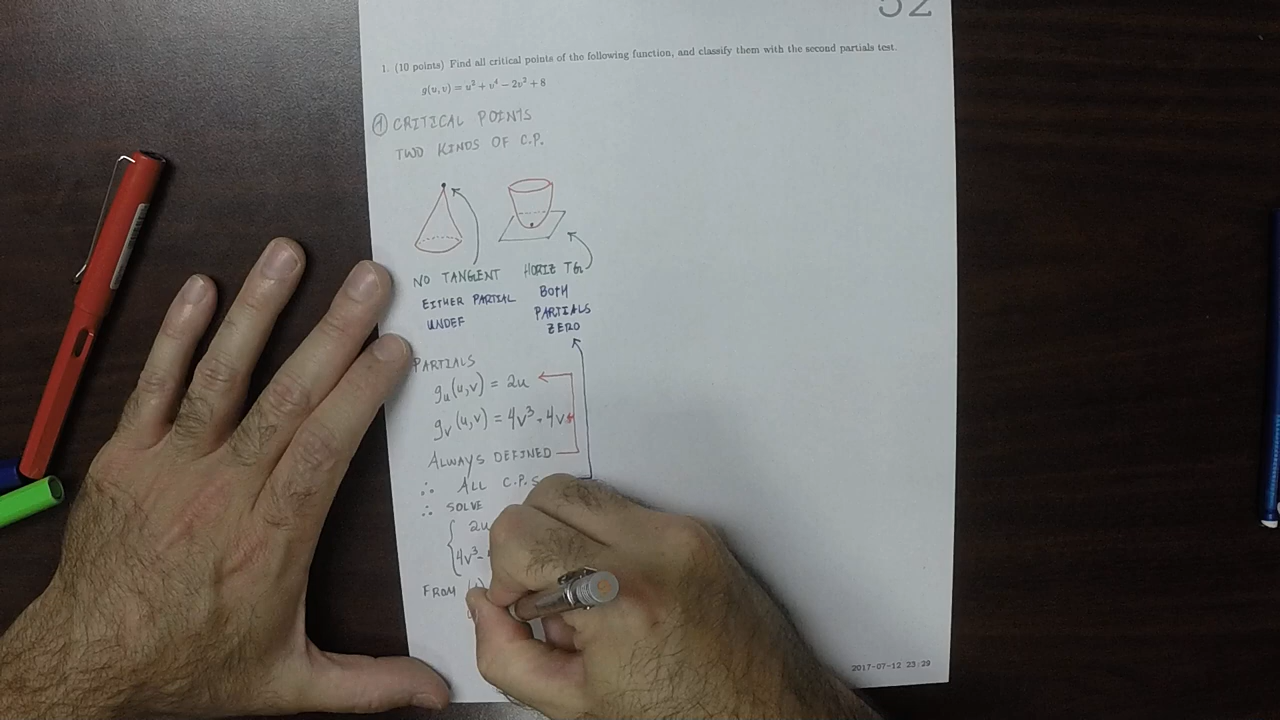 52
1. (10 points) Find all critical points of the following function, and classify them with the second partials test.
g(u, v) = u² + v⁴ − 2v² + 8
① CRITICAL POINTS
TWO KINDS OF C.P.
NO TANGENT
EITHER PARTIAL
UNDEF
HORIZ TG.
BOTH
PARTIALS
ZERO
PARTIALS
gᵤ(u,v) = 2u
gᵥ(u,v) = 4v³ - 4v
ALWAYS DEFINED
∴ ALL C.P.S
∴ SOLVE
2u
4v³-
FROM
2017-07-12 23:29